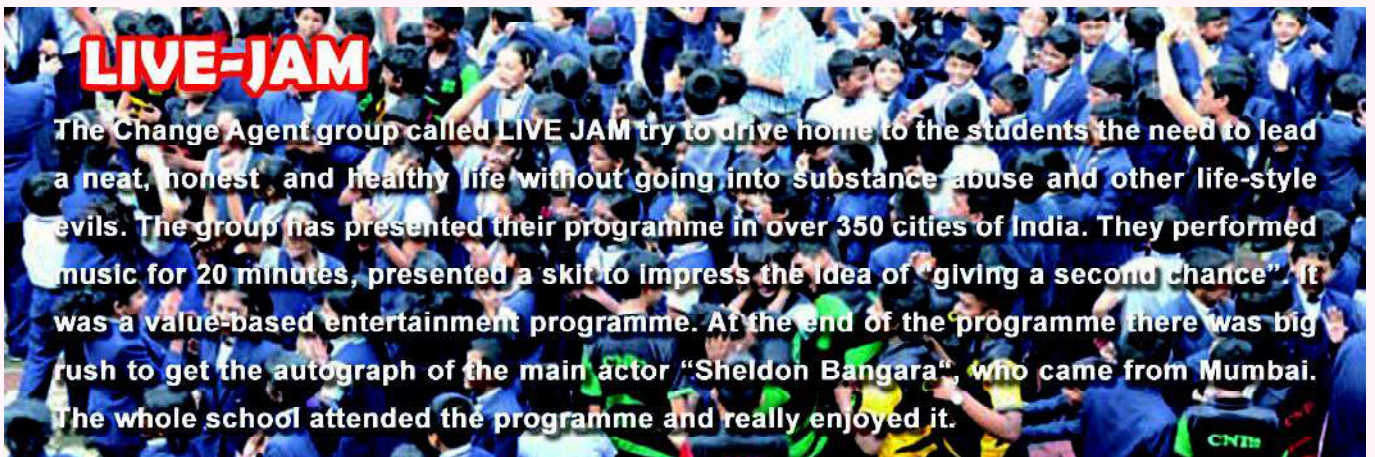 LIVE-JAM
The Change Agent group called LIVE JAM try to drive home to the students the need to lead
a neat, honest and healthy life without going into substance abuse and other life-style
evils. The group has presented their programme in over 350 cities of India. They performed
music for 20 minutes, presented a skit to impress the idea of “giving a second chance”. It
was a value-based entertainment programme. At the end of the programme there was big
rush to get the autograph of the main actor “Sheldon Bangara“, who came from Mumbai.
The whole school attended the programme and really enjoyed it.